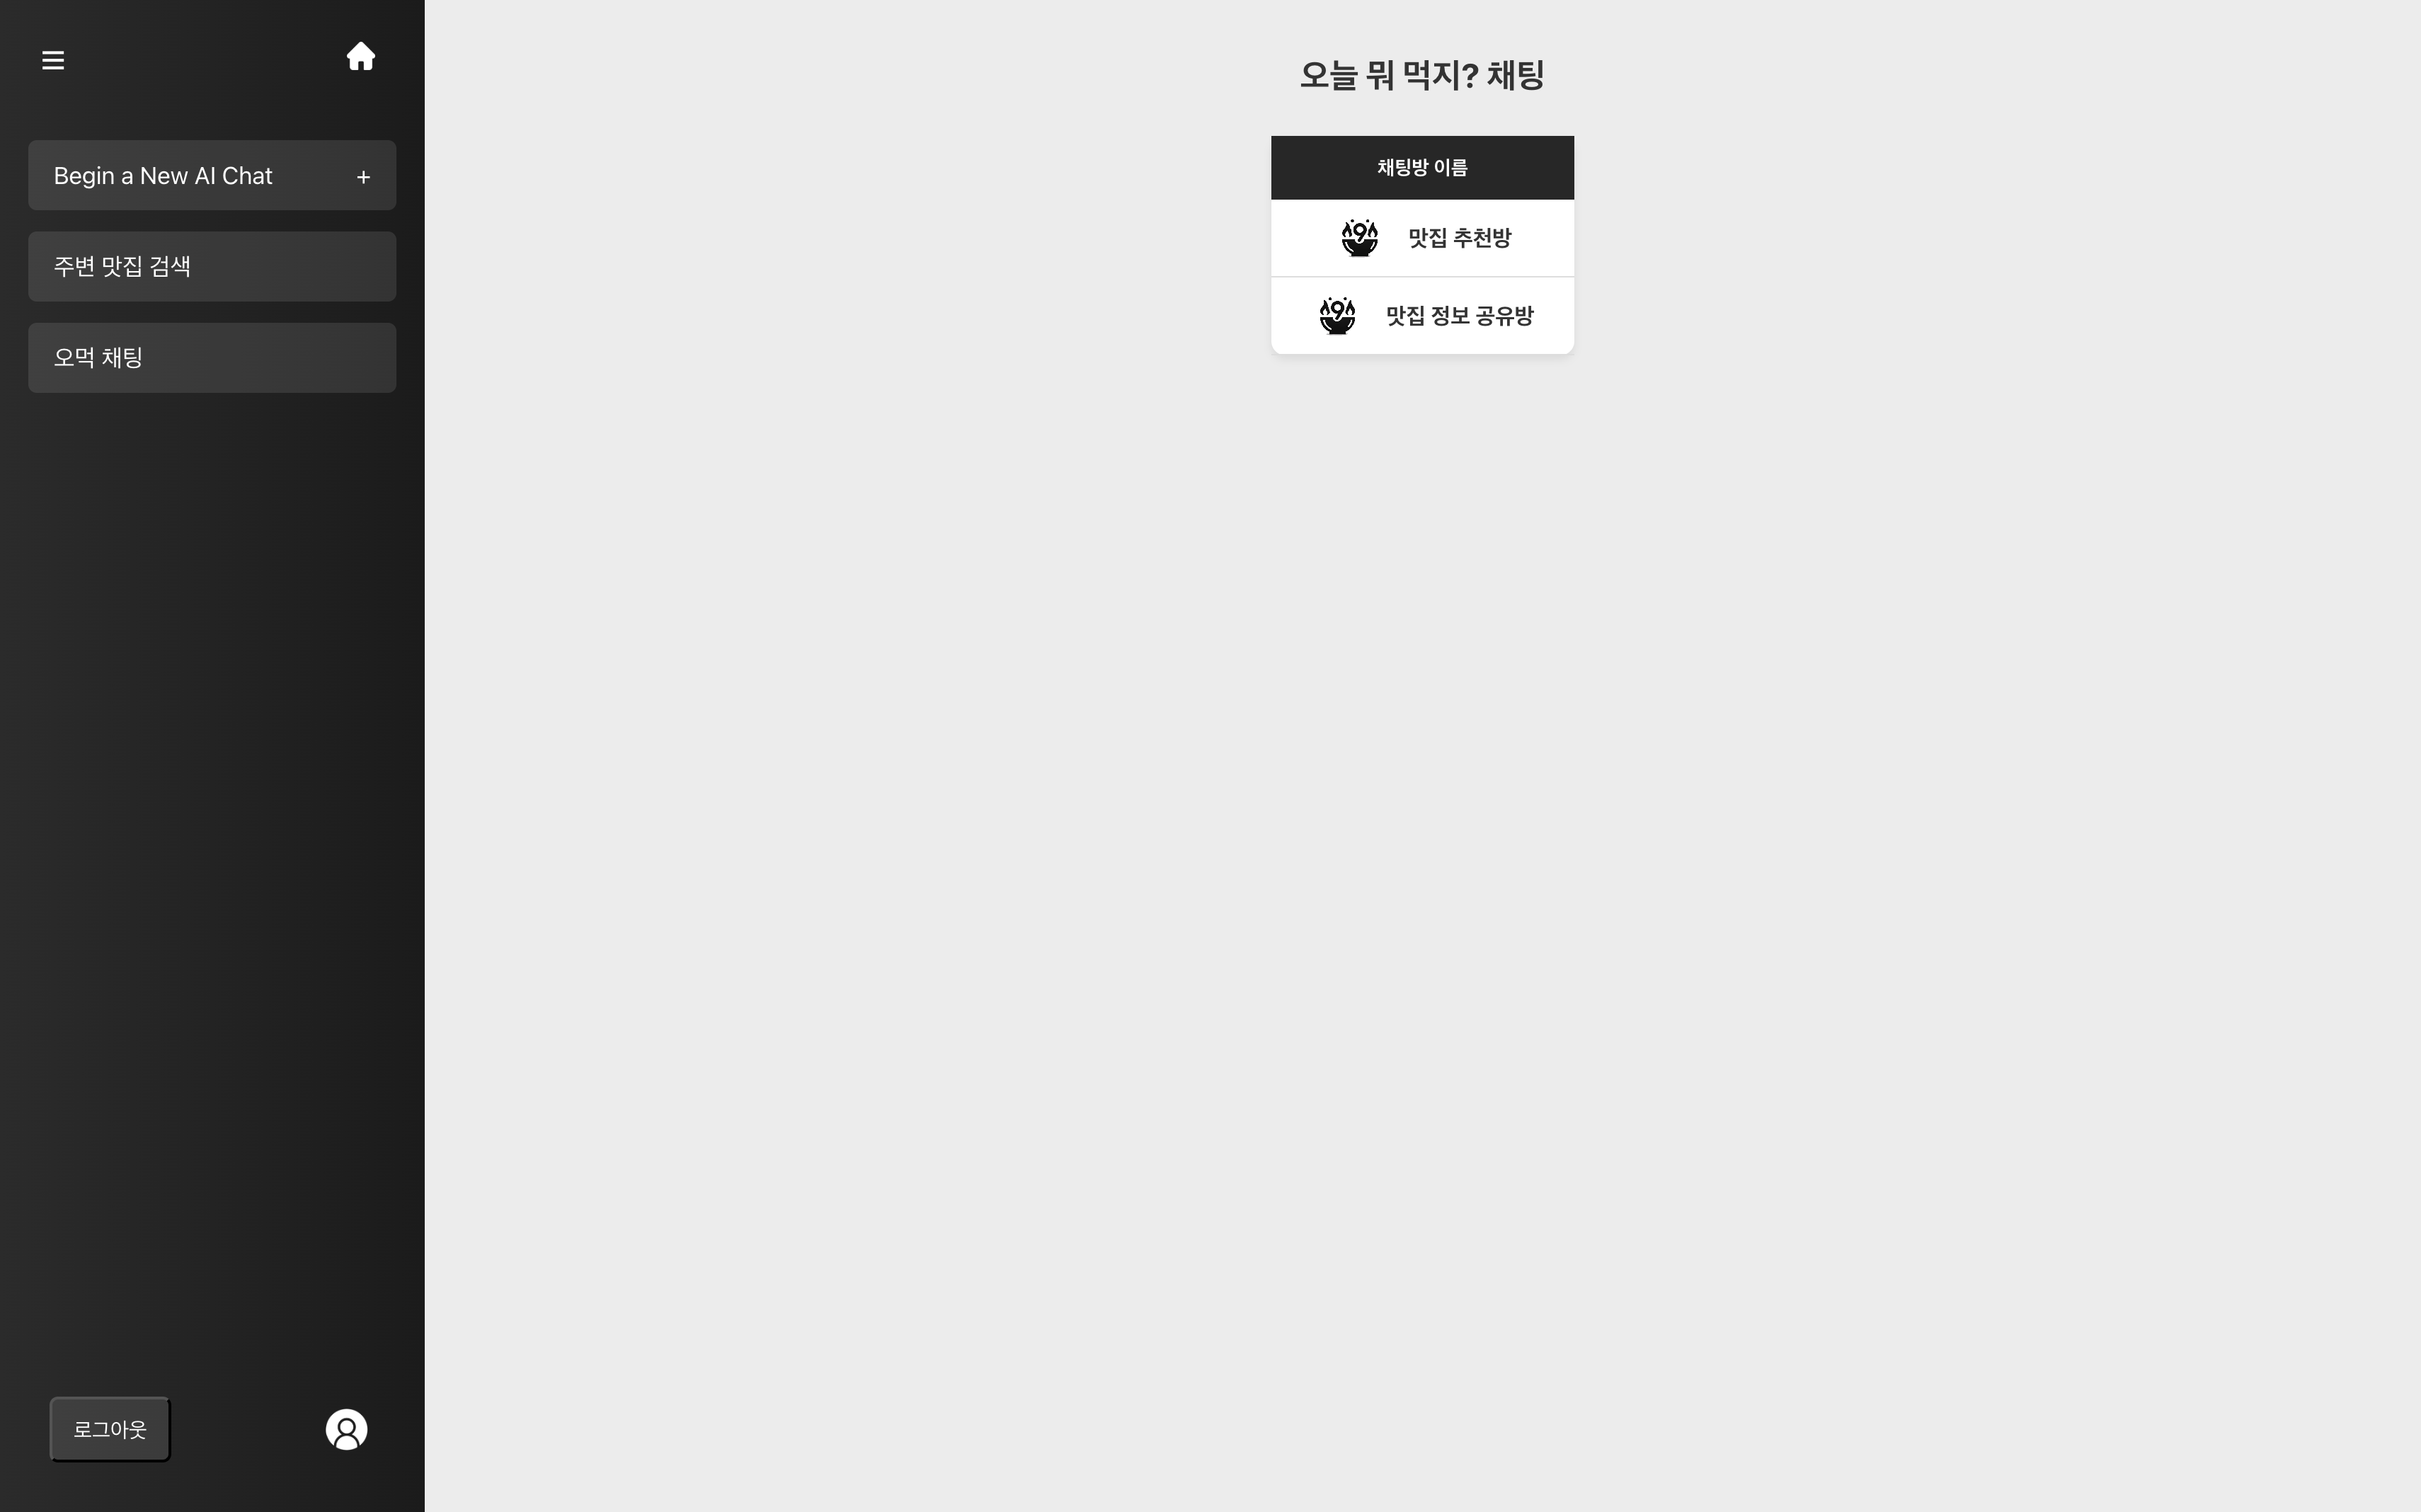 Begin a New AI Chat +
주변 맛집 검색
오먹 채팅
로그아웃
오늘 뭐 먹지? 채팅
채팅방 이름
맛집 추천방
맛집 정보 공유방